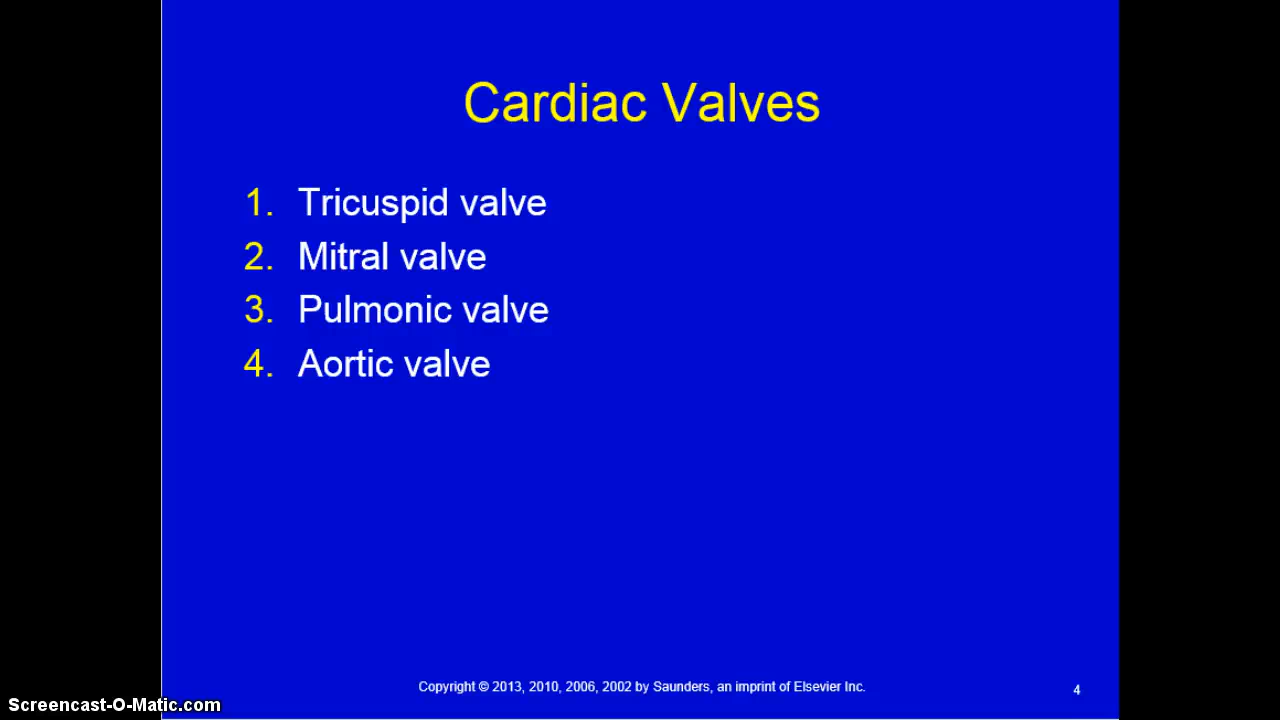 Cardiac Valves
1. Tricuspid valve
2. Mitral valve
3. Pulmonic valve
4. Aortic valve
Copyright © 2013, 2010, 2006, 2002 by Saunders, an imprint of Elsevier Inc.
4
Screencast-O-Matic.com